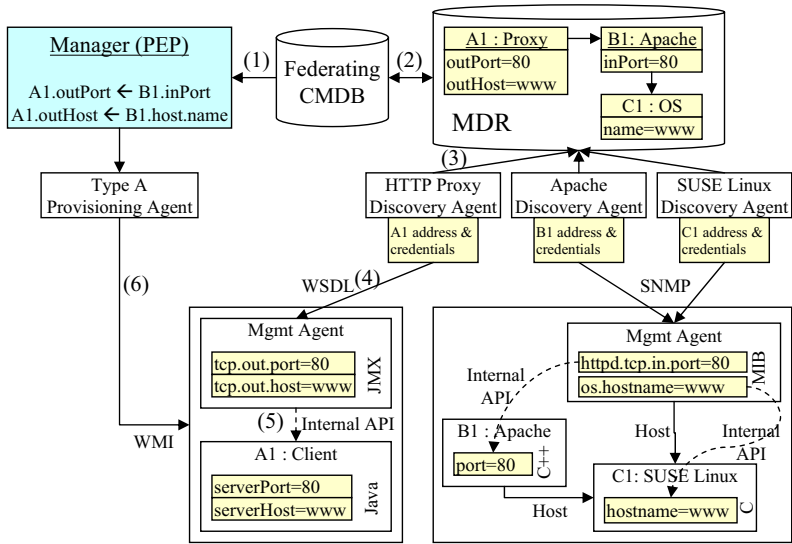 Manager (PEP)
A1.outPort ← B1.inPort
A1.outHost ← B1.host.name
(1)
Federating
CMDB
(2)
A1 : Proxy
outPort=80
outHost=www
B1: Apache
inPort=80
C1 : OS
name=www
MDR
(3)
Type A
Provisioning Agent
HTTP Proxy
Discovery Agent
A1 address &
credentials
Apache
Discovery Agent
B1 address &
credentials
SUSE Linux
Discovery Agent
C1 address &
credentials
(6)
WSDL
(4)
SNMP
Mgmt Agent
tcp.out.port=80
tcp.out.host=www
JMX
(5)
Internal API
WMI
A1 : Client
serverPort=80
serverHost=www
Java
Mgmt Agent
httpd.tcp.in.port=80
os.hostname=www
MIB
Internal
API
Host
Internal
API
B1 : Apache
port=80
C++
Host
C1: SUSE Linux
hostname=www
C